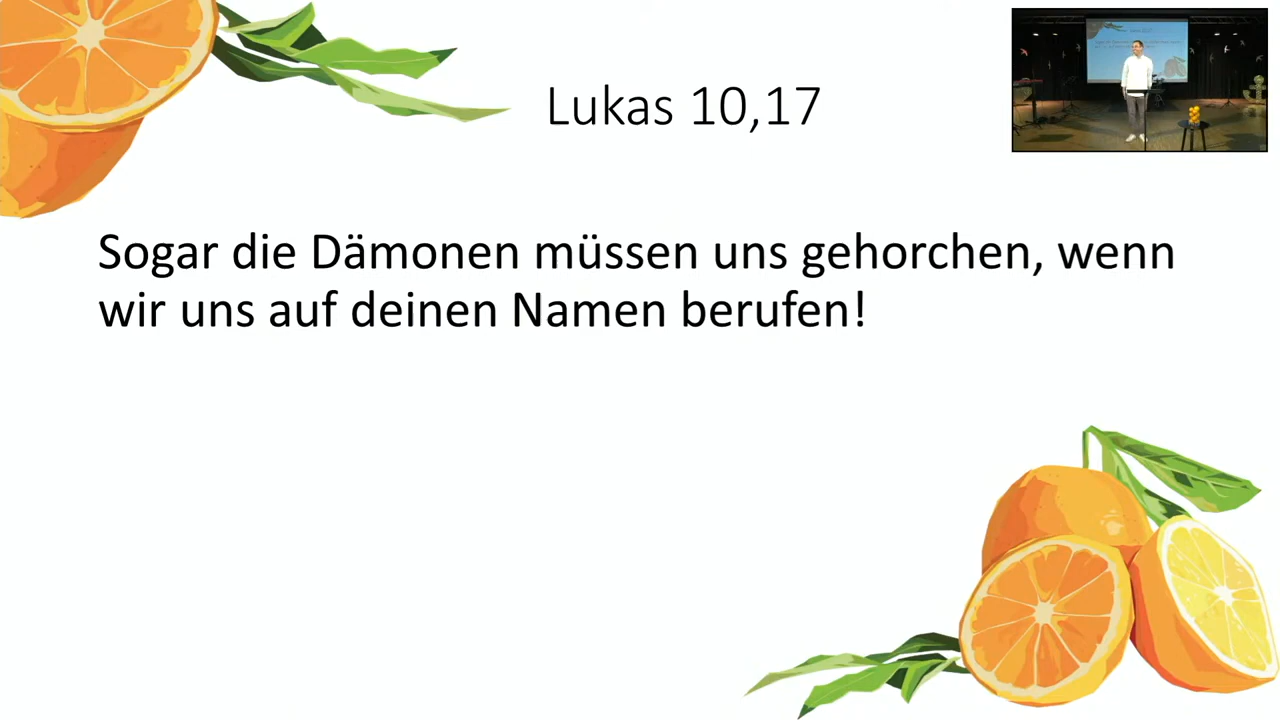 Lukas 10,17
Sogar die Dämonen müssen uns gehorchen, wenn
wir uns auf deinen Namen berufen!